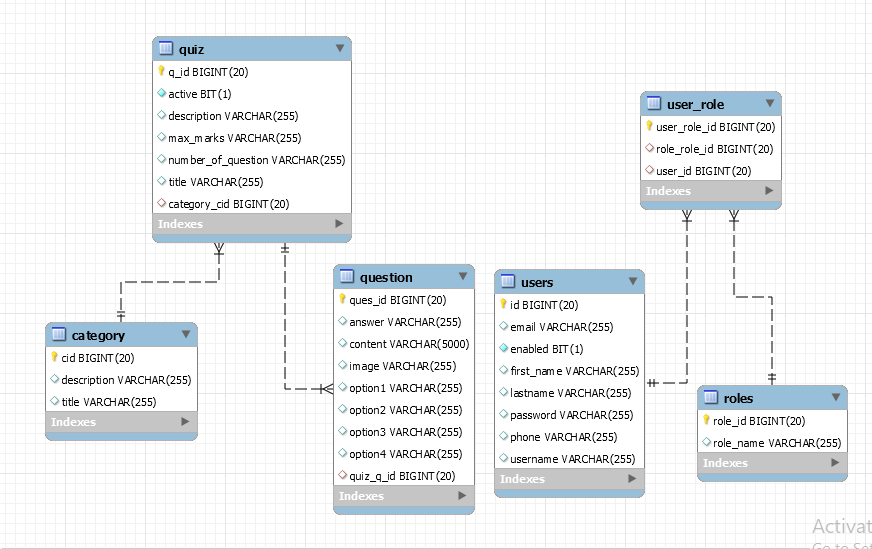 quiz
q_id BIGINT(20)
active BIT(1)
description VARCHAR(255)
max_marks VARCHAR(255)
number_of_question VARCHAR(255)
title VARCHAR(255)
category_cid BIGINT(20)
Indexes
user_role
user_role_id BIGINT(20)
role_role_id BIGINT(20)
user_id BIGINT(20)
Indexes
category
cid BIGINT(20)
description VARCHAR(255)
title VARCHAR(255)
Indexes
question
ques_id BIGINT(20)
answer VARCHAR(255)
content VARCHAR(5000)
image VARCHAR(255)
option1 VARCHAR(255)
option2 VARCHAR(255)
option3 VARCHAR(255)
option4 VARCHAR(255)
quiz_q_id BIGINT(20)
Indexes
users
id BIGINT(20)
email VARCHAR(255)
enabled BIT(1)
first_name VARCHAR(255)
lastname VARCHAR(255)
password VARCHAR(255)
phone VARCHAR(255)
username VARCHAR(255)
Indexes
roles
role_id BIGINT(20)
role_name VARCHAR(255)
Indexes
Activat
Go to Set